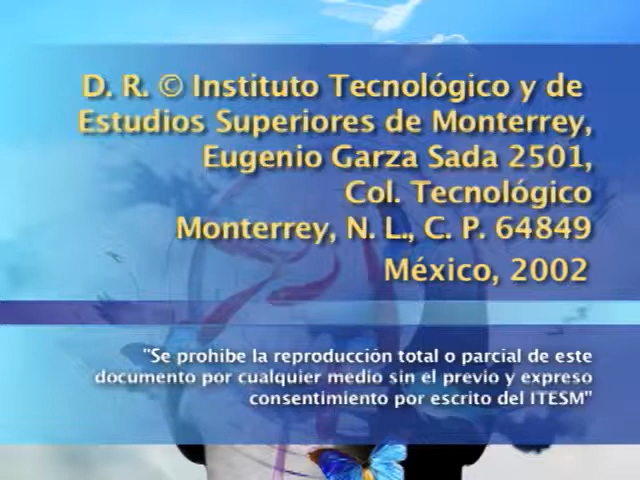 D. R. © Instituto Tecnológico y de
Estudios Superiores de Monterrey,
Eugenio Garza Sada 2501,
Col. Tecnológico
Monterrey, N. L., C. P. 64849
México, 2002
"Se prohibe la reproducción total o parcial de este
documento por cualquier medio sin el previo y expreso
consentimiento por escrito del ITESM"